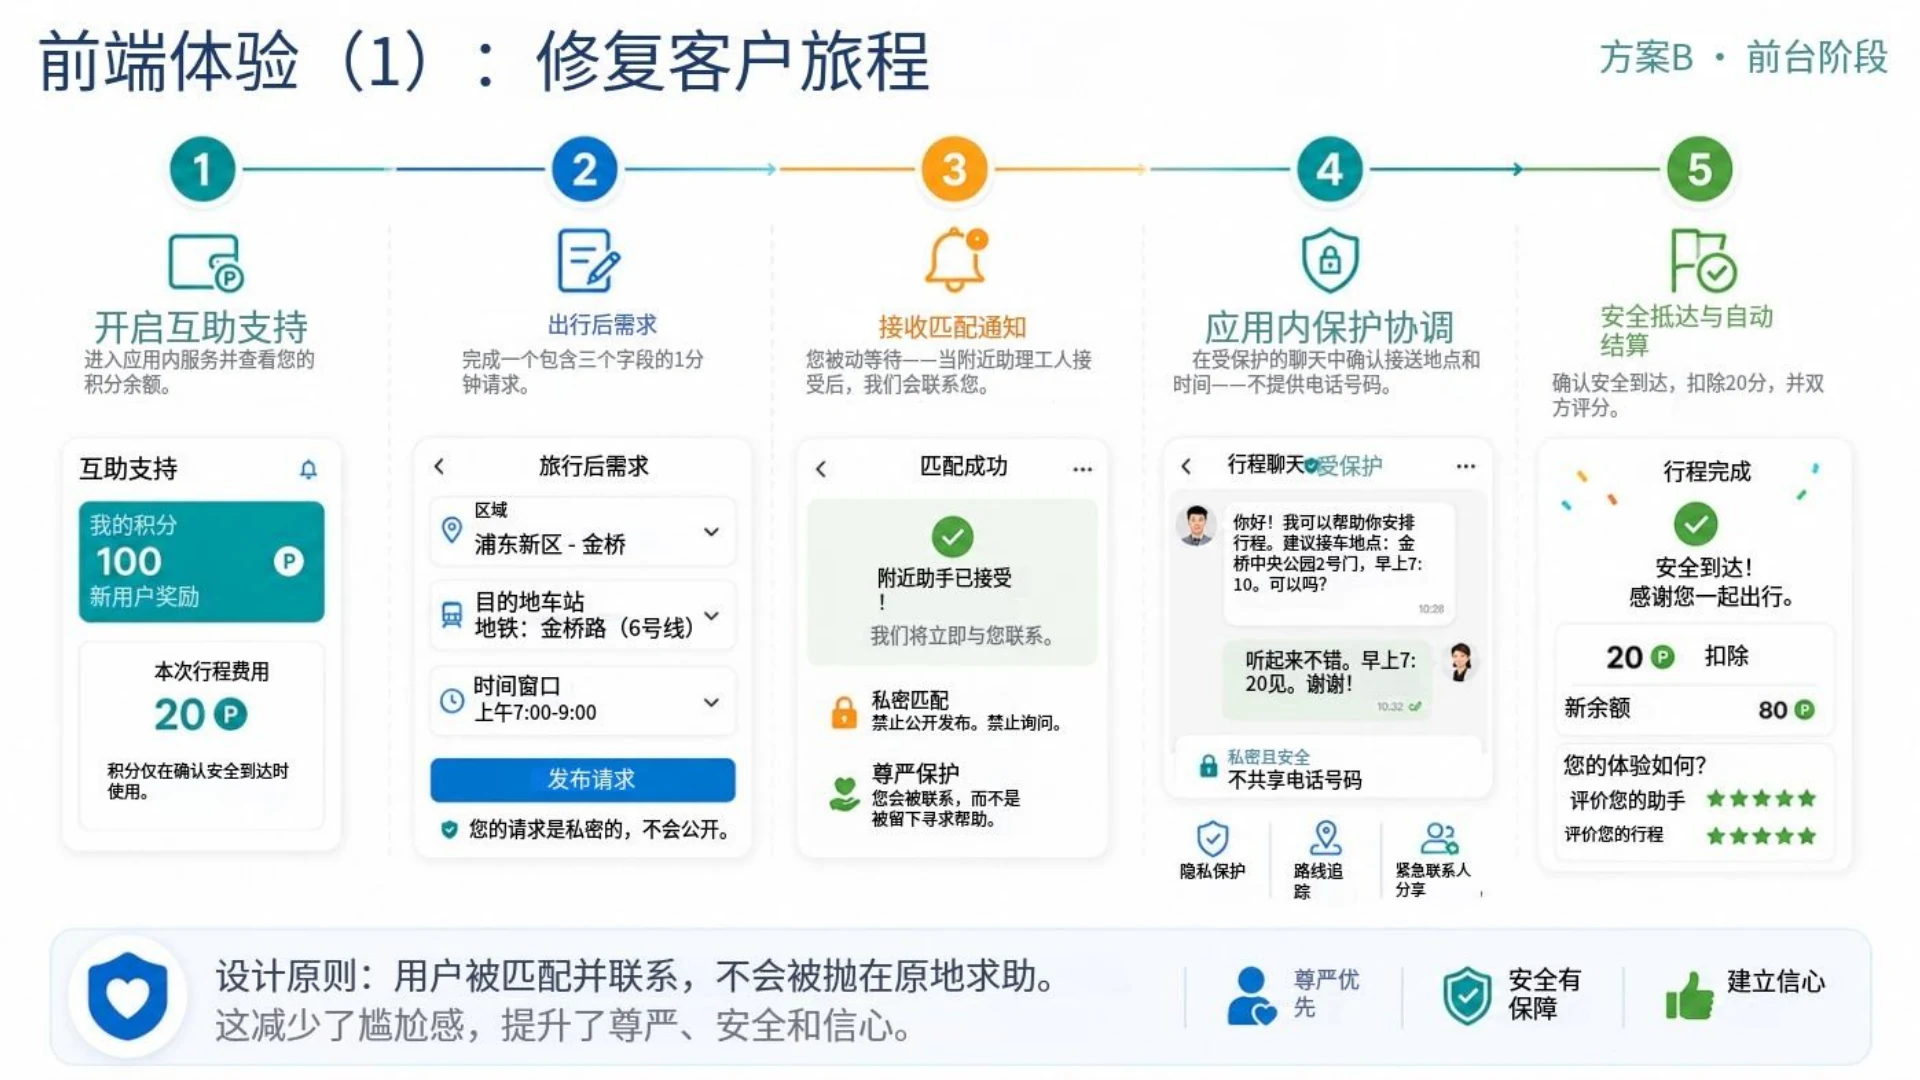 前端体验（1）：修复客户旅程
方案B · 前台阶段
1
2
3
4
5
开启互助支持
进入应用内服务并查看您的
积分余额。
出行后需求
完成一个包含三个字段的1分
钟请求。
接收匹配通知
您被动等待——当附近助理工人接
受后，我们会联系您。
应用内保护协调
在受保护的聊天中确认接送地点和
时间——不提供电话号码。
安全抵达与自动
结算
确认安全到达，扣除20分，并双
方评分。
互助支持
我的积分
100
P
新用户奖励
本次行程费用
20 P
积分仅在确认安全到达时
使用。
旅行后需求
区域
浦东新区 - 金桥
目的地车站
地铁：金桥路（6号线）
时间窗口
上午7:00-9:00
发布请求
您的请求是私密的，不会公开。
匹配成功
附近助手已接受
！
我们将立即与您联系。
私密匹配
禁止公开发布。禁止询问。
尊严保护
您会被联系，而不是
被留下寻求帮助。
行程聊天 受保护
你好！我可以帮助你安排
行程。建议接车地点：金
桥中央公园2号门，早上7:
10。可以吗？
10:28
听起来不错。早上7:
20见。谢谢！
10.32
私密且安全
不共享电话号码
隐私保护
路线追
踪
紧急联系人
分享
行程完成
安全到达！
感谢您一起出行。
20 P 扣除
新余额 80 P
您的体验如何？
评价您的助手
评价您的行程
设计原则：用户被匹配并联系，不会被抛在原地求助。
这减少了尴尬感，提升了尊严、安全和信心。
尊严优
先
安全有
保障
建立信心